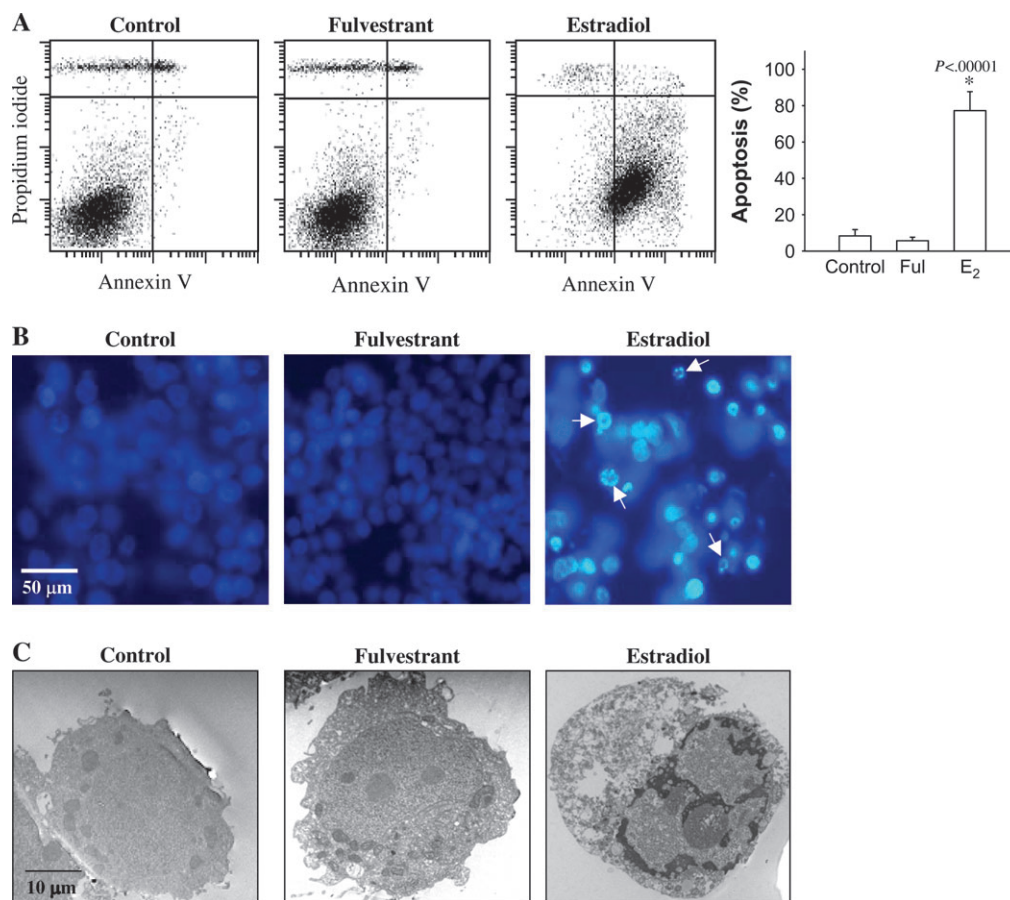 A
Control
Fulvestrant
Estradiol
Propidium iodide
Annexin V
Annexin V
Annexin V
Apoptosis (%)
100
80
60
40
20
0
P<.00001
*
Control
Ful
E₂
B
Control
Fulvestrant
Estradiol
50 µm
C
Control
Fulvestrant
Estradiol
10 µm